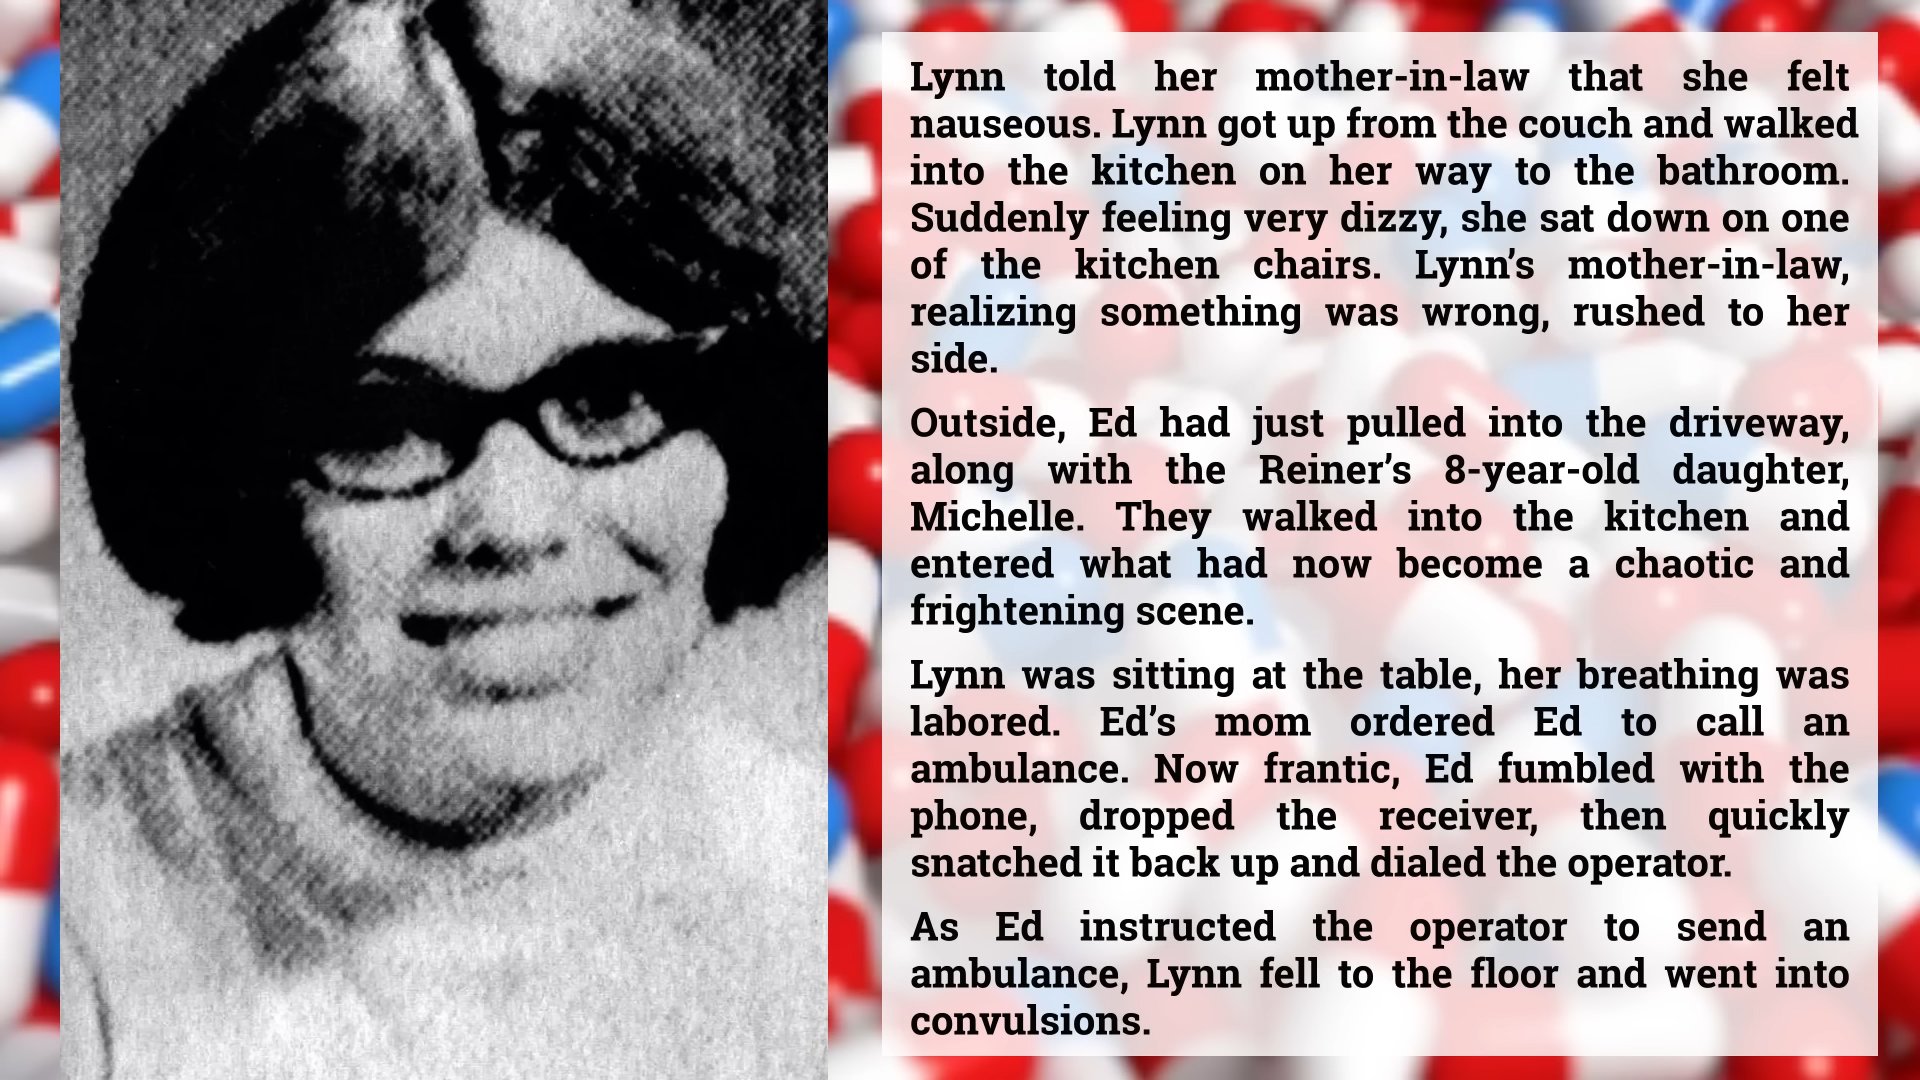 Lynn told her mother-in-law that she felt
nauseous. Lynn got up from the couch and walked
into the kitchen on her way to the bathroom.
Suddenly feeling very dizzy, she sat down on one
of the kitchen chairs. Lynn’s mother-in-law,
realizing something was wrong, rushed to her
side.
Outside, Ed had just pulled into the driveway,
along with the Reiner’s 8-year-old daughter,
Michelle. They walked into the kitchen and
entered what had now become a chaotic and
frightening scene.
Lynn was sitting at the table, her breathing was
labored. Ed’s mom ordered Ed to call an
ambulance. Now frantic, Ed fumbled with the
phone, dropped the receiver, then quickly
snatched it back up and dialed the operator.
As Ed instructed the operator to send an
ambulance, Lynn fell to the floor and went into
convulsions.